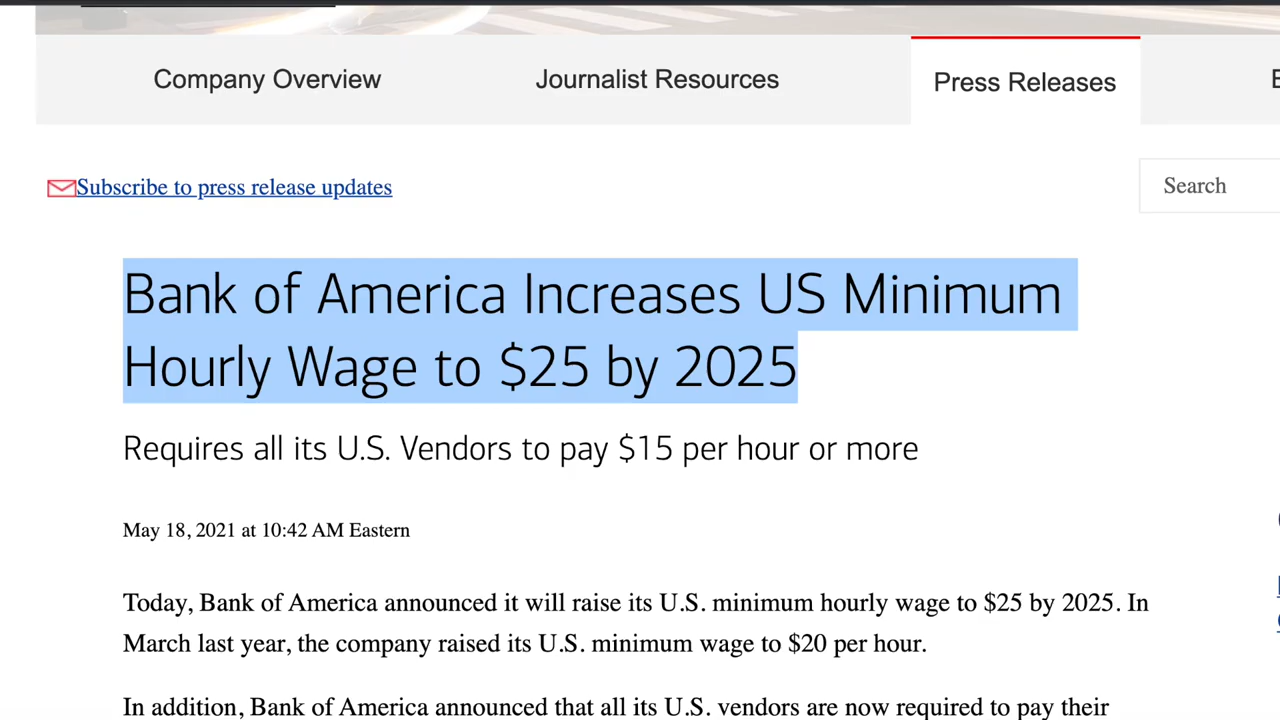 Company Overview
Journalist Resources
Press Releases
Subscribe to press release updates
Search
Bank of America Increases US Minimum
Hourly Wage to $25 by 2025
Requires all its U.S. Vendors to pay $15 per hour or more
May 18, 2021 at 10:42 AM Eastern
Today, Bank of America announced it will raise its U.S. minimum hourly wage to $25 by 2025. In
March last year, the company raised its U.S. minimum wage to $20 per hour.
In addition, Bank of America announced that all its U.S. vendors are now required to pay their